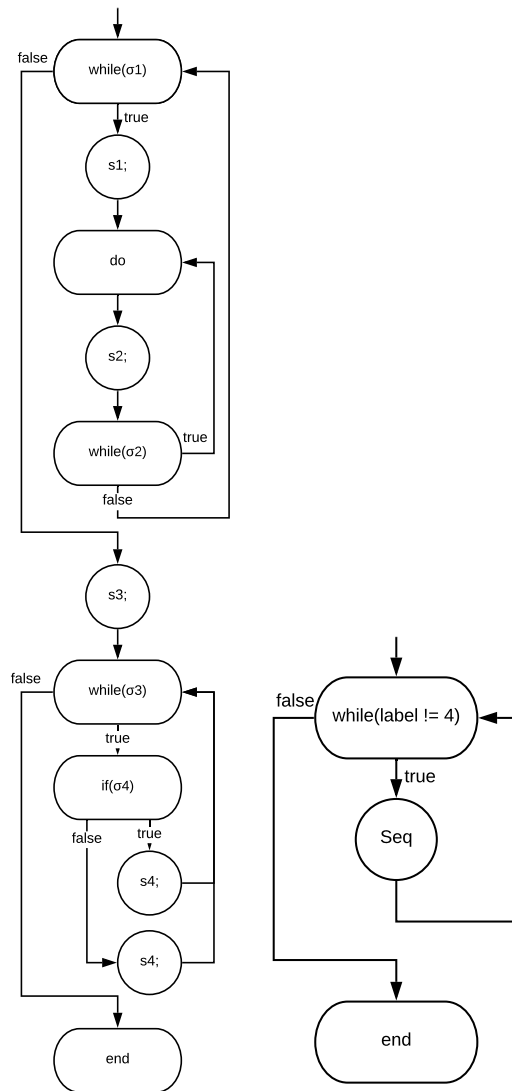 false
while(σ1)
true
s1;
do
s2;
while(σ2)
true
false
s3;
false
while(σ3)
true
if(σ4)
false
true
s4;
s4;
end
false
while(label != 4)
true
Seq
end